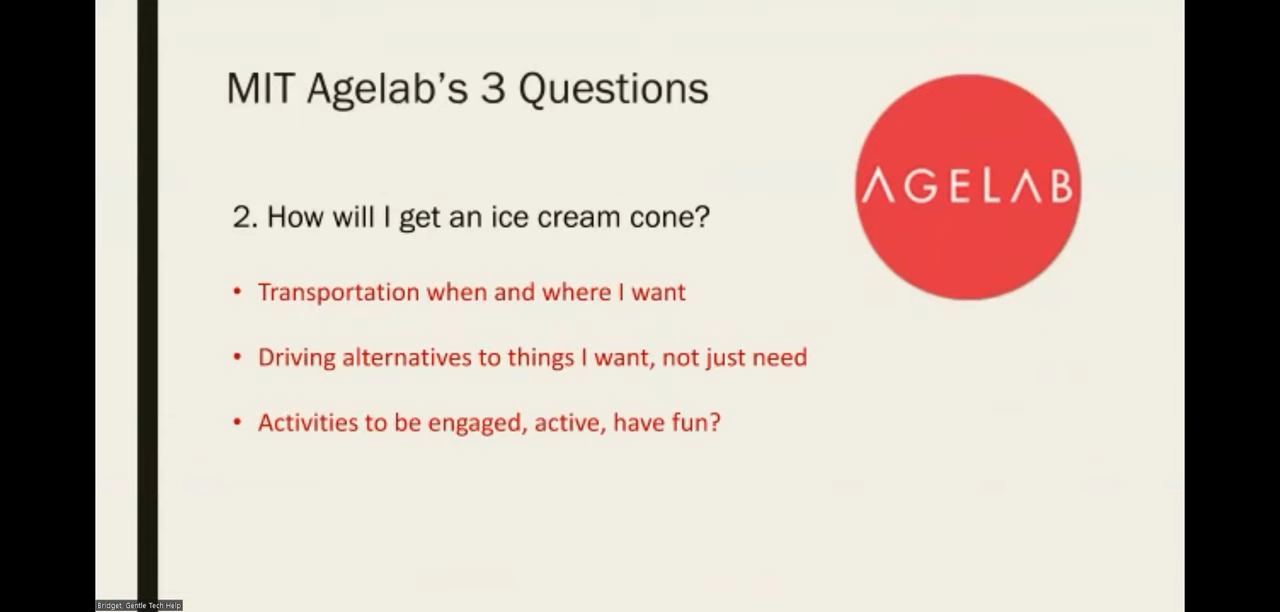 MIT Agelab's 3 Questions
AGELAB
2. How will I get an ice cream cone?
• Transportation when and where I want
• Driving alternatives to things I want, not just need
• Activities to be engaged, active, have fun?
Bridget, Gentle Tech Help